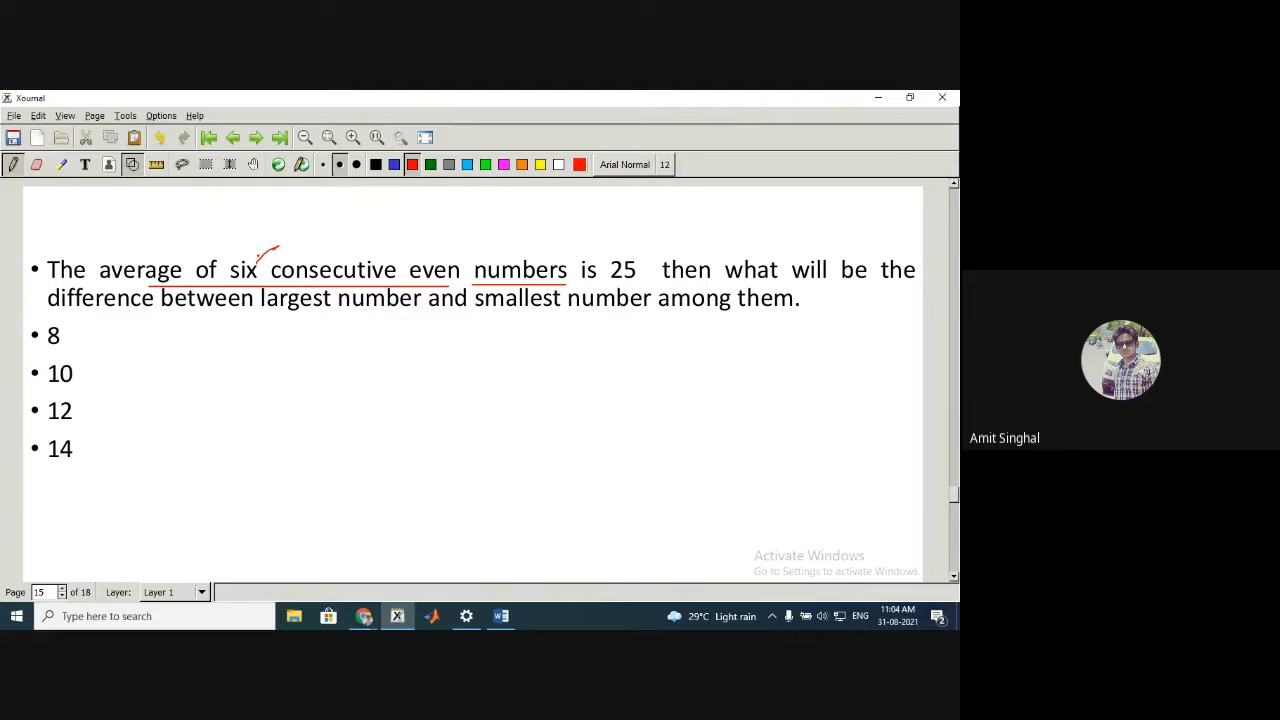 Xournal
File Edit View Page Tools Options Help
T Arial Normal 12
• The average of six consecutive even numbers is 25 then what will be the
difference between largest number and smallest number among them.
• 8
• 10
• 12
• 14
Amit Singhal
Activate Windows
Go to Settings to activate Windows.
Page 15 of 18 Layer: Layer 1
Type here to search
29°C Light rain
ENG
11:04 AM
31-08-2021
2